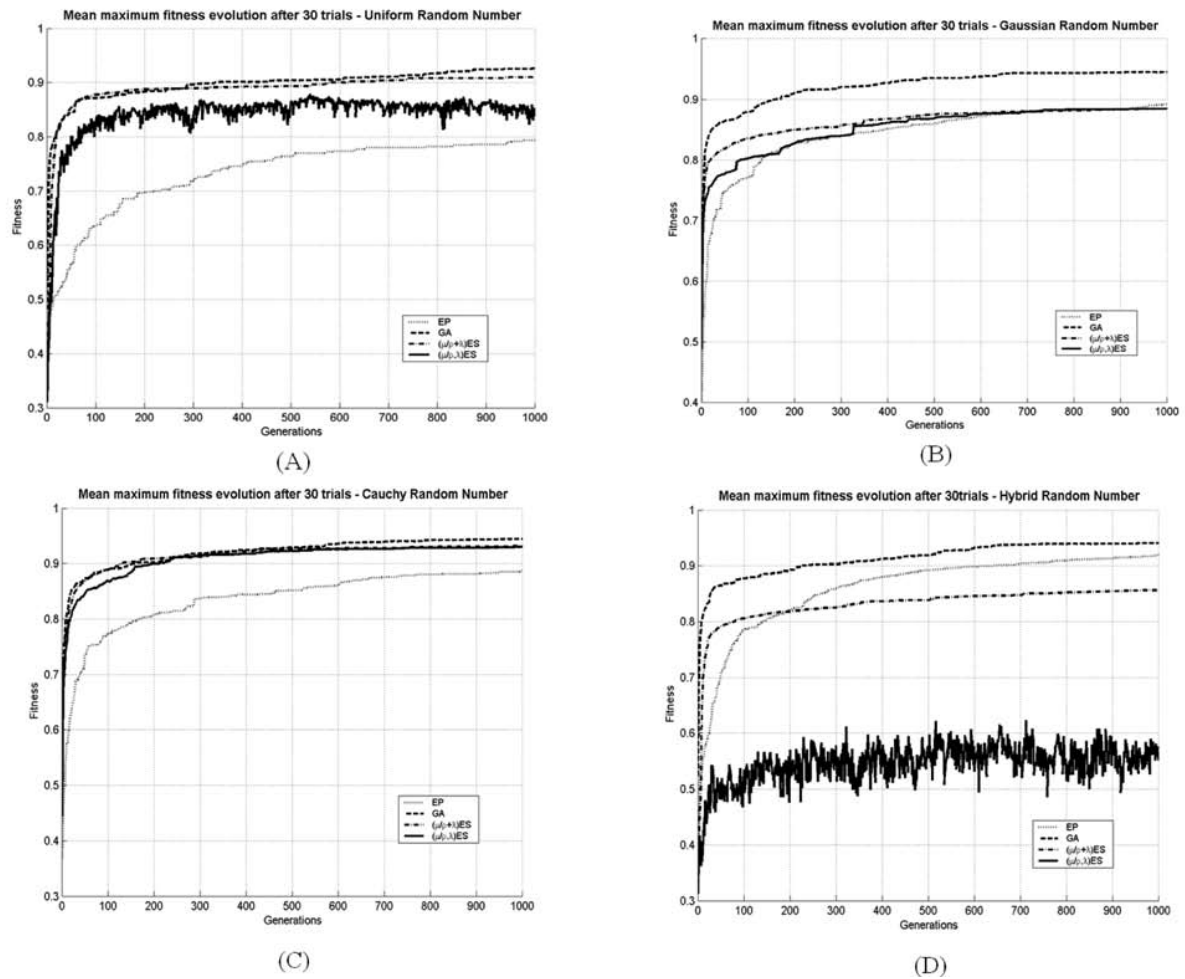 Mean maximum fitness evolution after 30 trials - Uniform Random Number
1
0.9
0.8
0.7
0.6
0.5
0.4
0.3
Fitness
EP
GA
(μ/ρ+λ)ES
(μ/ρ,λ)ES
0 100 200 300 400 500 600 700 800 900 1000
Generations
(A)
Mean maximum fitness evolution after 30 trials - Gaussian Random Number
1
0.9
0.8
0.7
0.6
0.5
0.4
Fitness
EP
GA
(μ/ρ+λ)ES
(μ/ρ,λ)ES
0 100 200 300 400 500 600 700 800 900 1000
Generations
(B)
Mean maximum fitness evolution after 30 trials - Cauchy Random Number
1
0.9
0.8
0.7
0.6
0.5
0.4
0.3
Fitness
EP
GA
(μ/ρ+λ)ES
(μ/ρ,λ)ES
0 100 200 300 400 500 600 700 800 900 1000
Generations
(C)
Mean maximum fitness evolution after 30trials - Hybrid Random Number
1
0.9
0.8
0.7
0.6
0.5
0.4
0.3
Fitness
EP
GA
(μ/ρ+λ)ES
(μ/ρ,λ)ES
0 100 200 300 400 500 600 700 800 900 1000
Generations
(D)